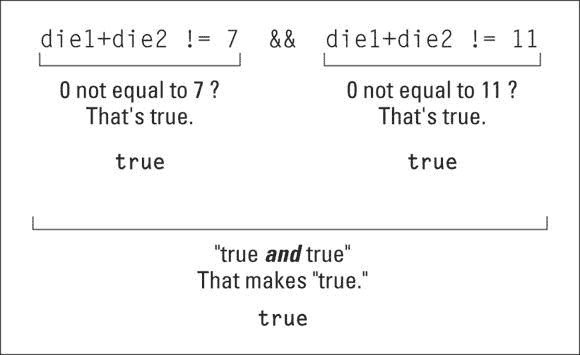 die1+die2 != 7 && die1+die2 != 11
0 not equal to 7 ? 0 not equal to 11 ?
That's true. That's true.
true true
"true and true"
That makes "true."
true